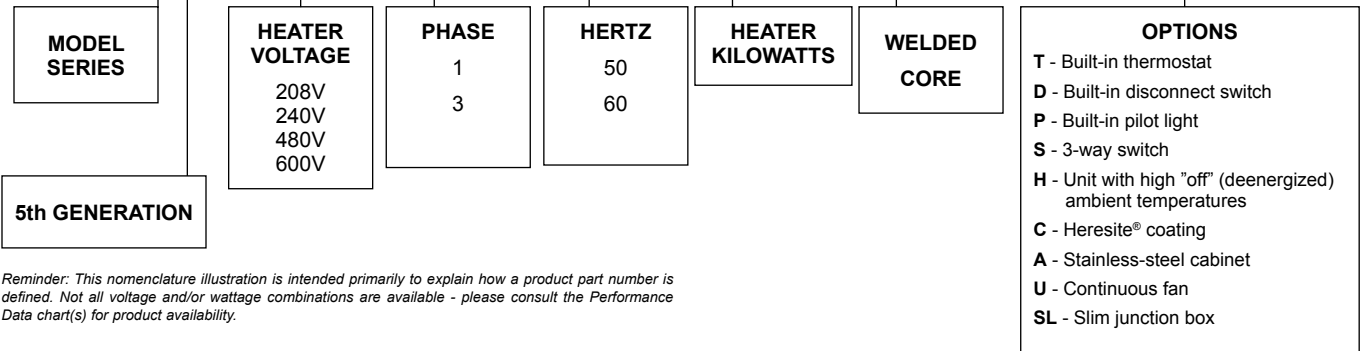 MODEL
SERIES
5th GENERATION
HEATER
VOLTAGE
208V
240V
480V
600V
PHASE
1
3
HERTZ
50
60
HEATER
KILOWATTS
WELDED
CORE
OPTIONS
T - Built-in thermostat
D - Built-in disconnect switch
P - Built-in pilot light
S - 3-way switch
H - Unit with high ”off” (deenergized)
ambient temperatures
C - Heresite® coating
A - Stainless-steel cabinet
U - Continuous fan
SL - Slim junction box
Reminder: This nomenclature illustration is intended primarily to explain how a product part number is
defined. Not all voltage and/or wattage combinations are available - please consult the Performance
Data chart(s) for product availability.